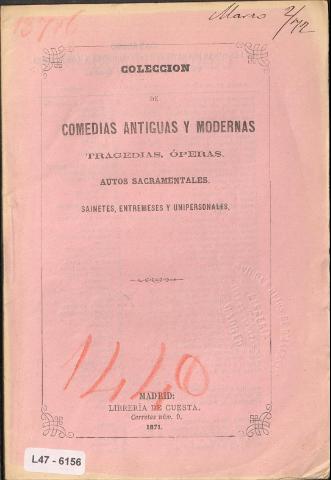 13746
Marzo 2/72
COLECCION
DE
COMEDIAS ANTIGUAS Y MODERNAS
TRAGEDIAS, ÓPERAS,
AUTOS SACRAMENTALES,
SAINETES, ENTREMESES Y UNIPERSONALES,
1440
MADRID:
LIBRERÍA DE CUESTA.
Carretas núm. 9.
1871.
L47 - 6156